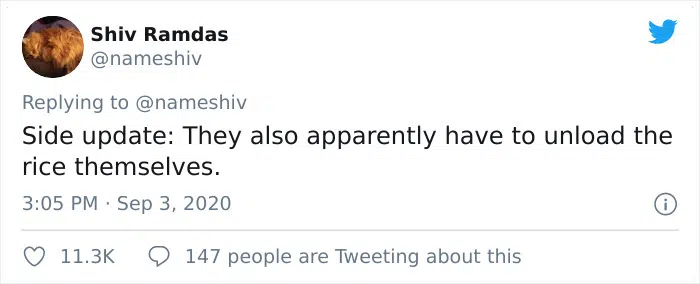 Shiv Ramdas
@nameshiv
Replying to @nameshiv
Side update: They also apparently have to unload the
rice themselves.
3:05 PM · Sep 3, 2020
11.3K 147 people are Tweeting about this